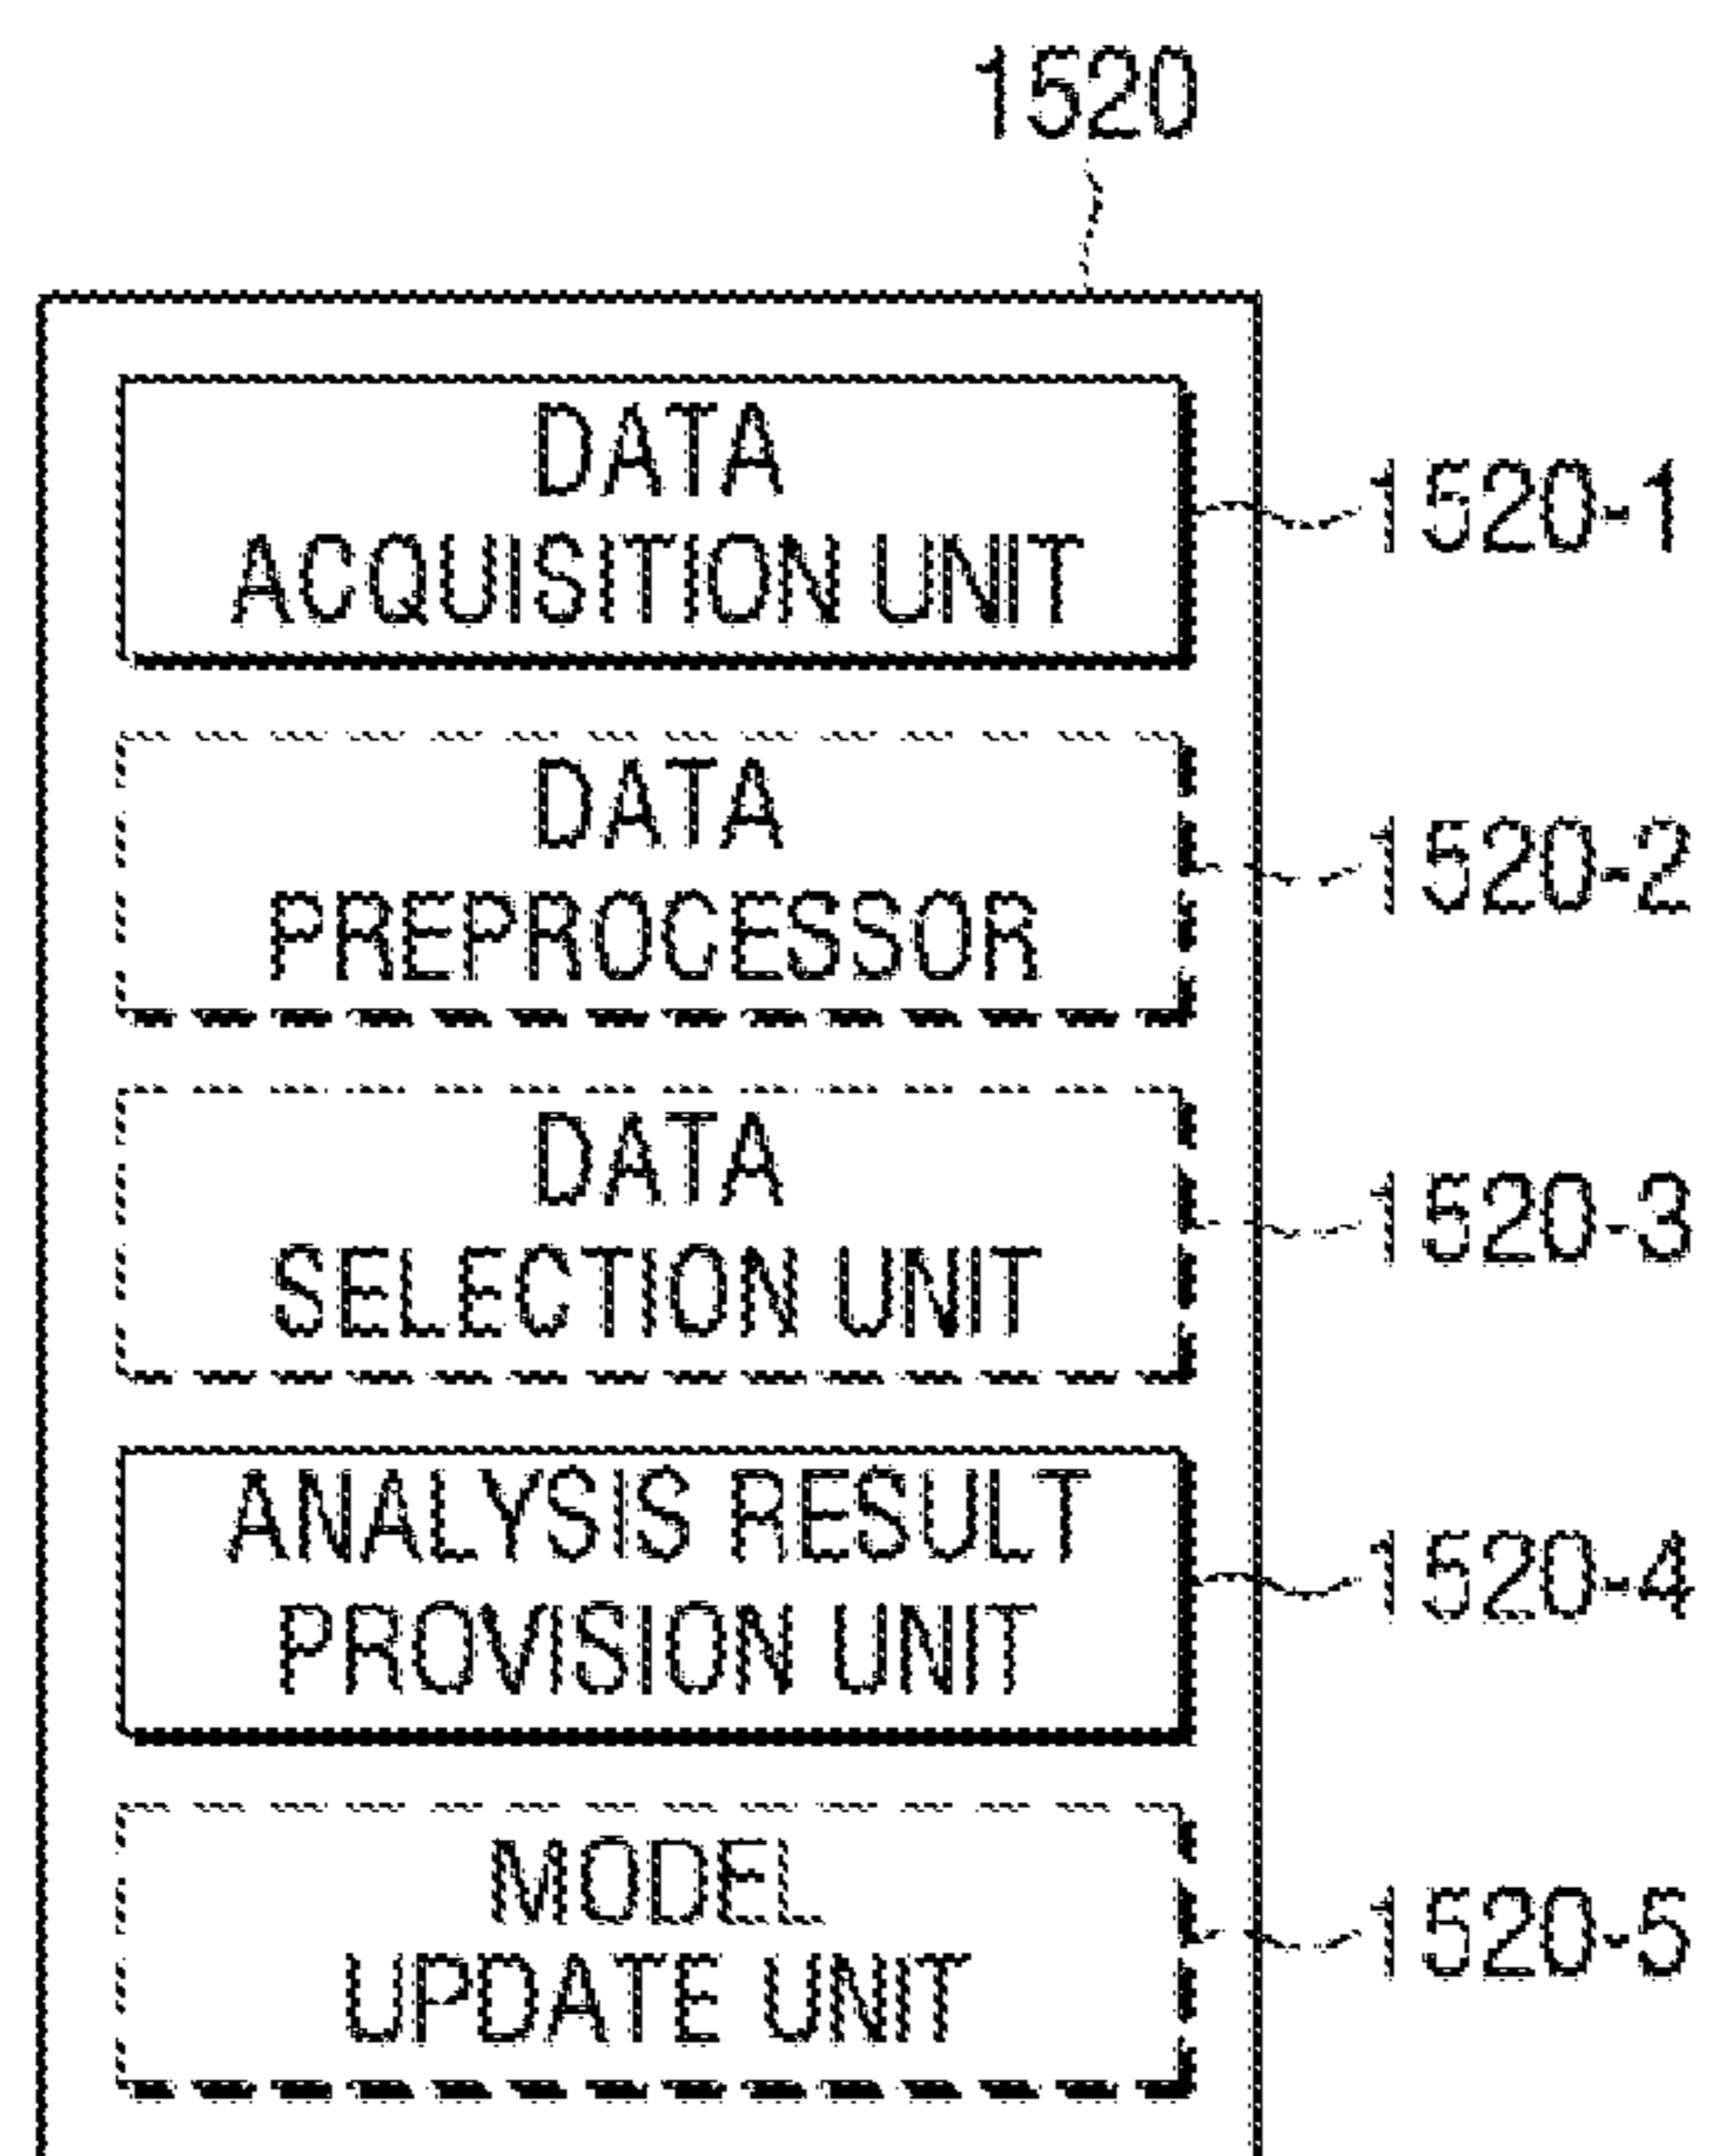 1520
DATA
ACQUISITION UNIT
1520-1
DATA
PREPROCESSOR
1520-2
DATA
SELECTION UNIT
1520-3
ANALYSIS RESULT
PROVISION UNIT
1520-4
MODEL
UPDATE UNIT
1520-5